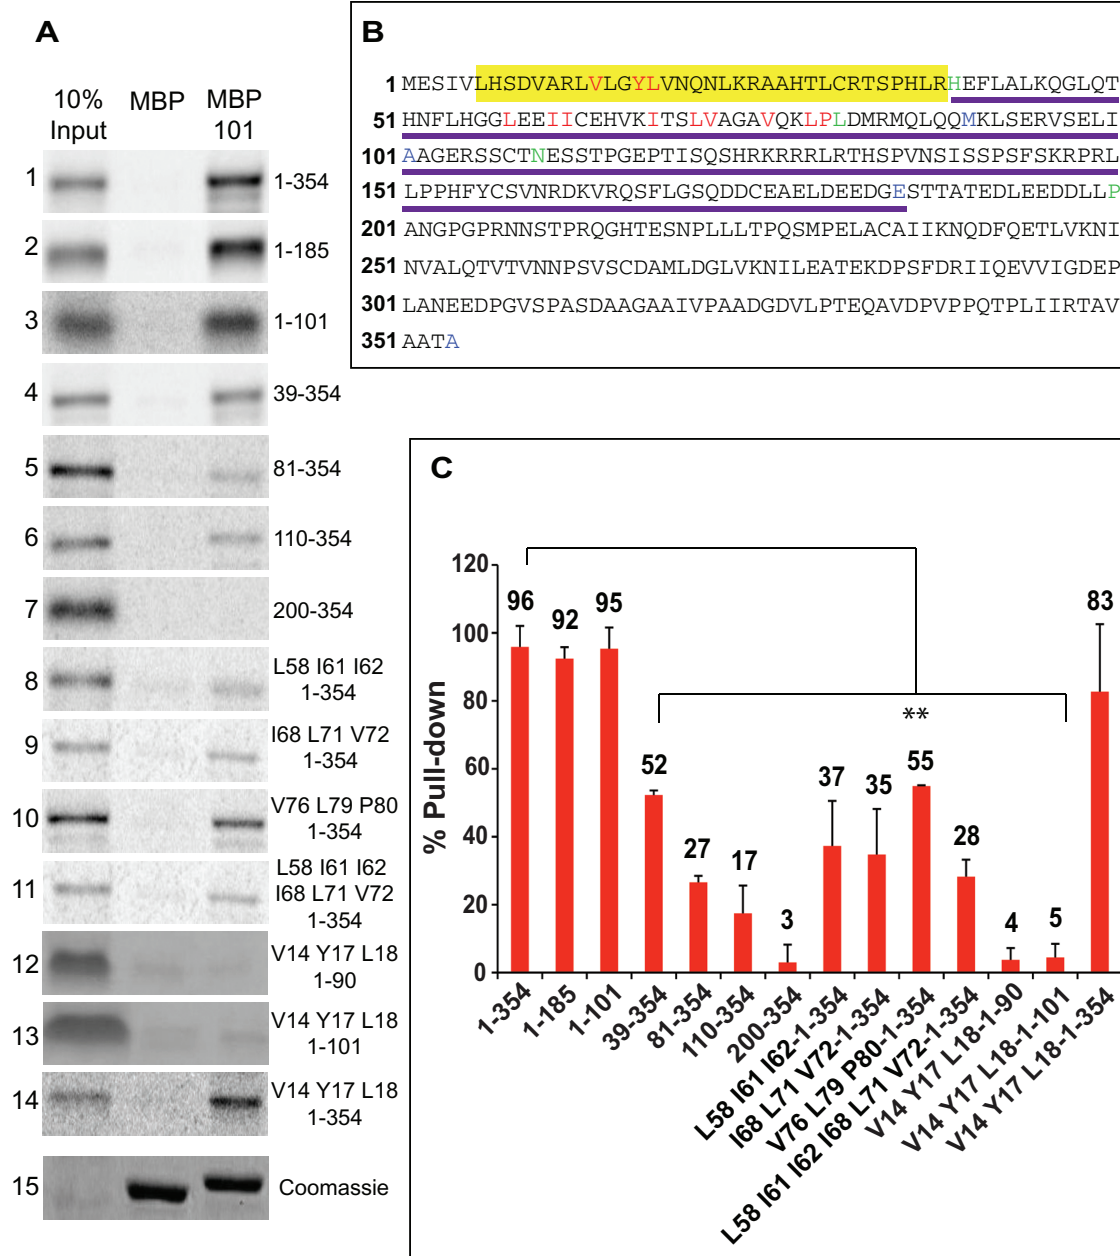 A
10% Input
MBP
MBP 101
1
1-354
2
1-185
3
1-101
4
39-354
5
81-354
6
110-354
7
200-354
8
L58 I61 I62
1-354
9
I68 L71 V72
1-354
10
V76 L79 P80
1-354
11
L58 I61 I62
I68 L71 V72
1-354
12
V14 Y17 L18
1-90
13
V14 Y17 L18
1-101
14
V14 Y17 L18
1-354
15
Coomassie
B
1 MESIVLHSDVARLVLGYLVNQNLKRAAHTLCRTSPHLRHEFLALKQGLQT
51 HNFLHGGLEEIICEHVKITSLVAGAVQKLPLDMRMQLQQMKLSERVSELI
101 AAGERSSCTNESSTPGEPTISQSHRKRRRLRTHSPVNSISSPSFSKRPRL
151 LPPHFYCSVNRDKVRQSFLGSQDDCEAELDEEDGESTTATEDLEEDDLLP
201 ANGPGPRNNSTPRQGHTESNPLLLTPQSMPELACAIIKNQDFQETLVKNI
251 NVALQTVTVNNPSVSCDAMLDGLVKNILEATEKDPSFDRIIQEVVIGDEP
301 LANEEDPGVSPASDAAGAAIVPAADGDVLPTEQAVDPVPPQTPLIIRTAV
351 AATA
C
% Pull-down
120
100
80
60
40
20
0
96
92
95
52
27
17
3
37
35
55
28
4
5
83
**
1-354
1-185
1-101
39-354
81-354
110-354
200-354
L58 I61 I62-1-354
I68 L71 V72-1-354
V76 L79 P80-1-354
L58 I61 I62 I68 L71 V72-1-354
V14 Y17 L18-1-90
V14 Y17 L18-1-101
V14 Y17 L18-1-354